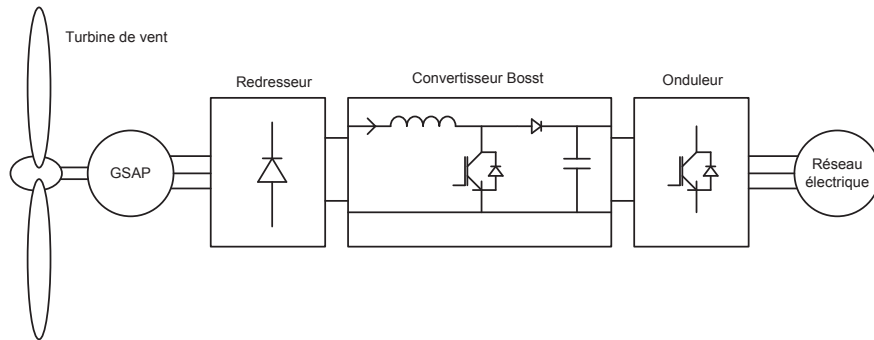 Turbine de vent
Redresseur
Convertisseur Bosst
Onduleur
GSAP
Réseau
électrique